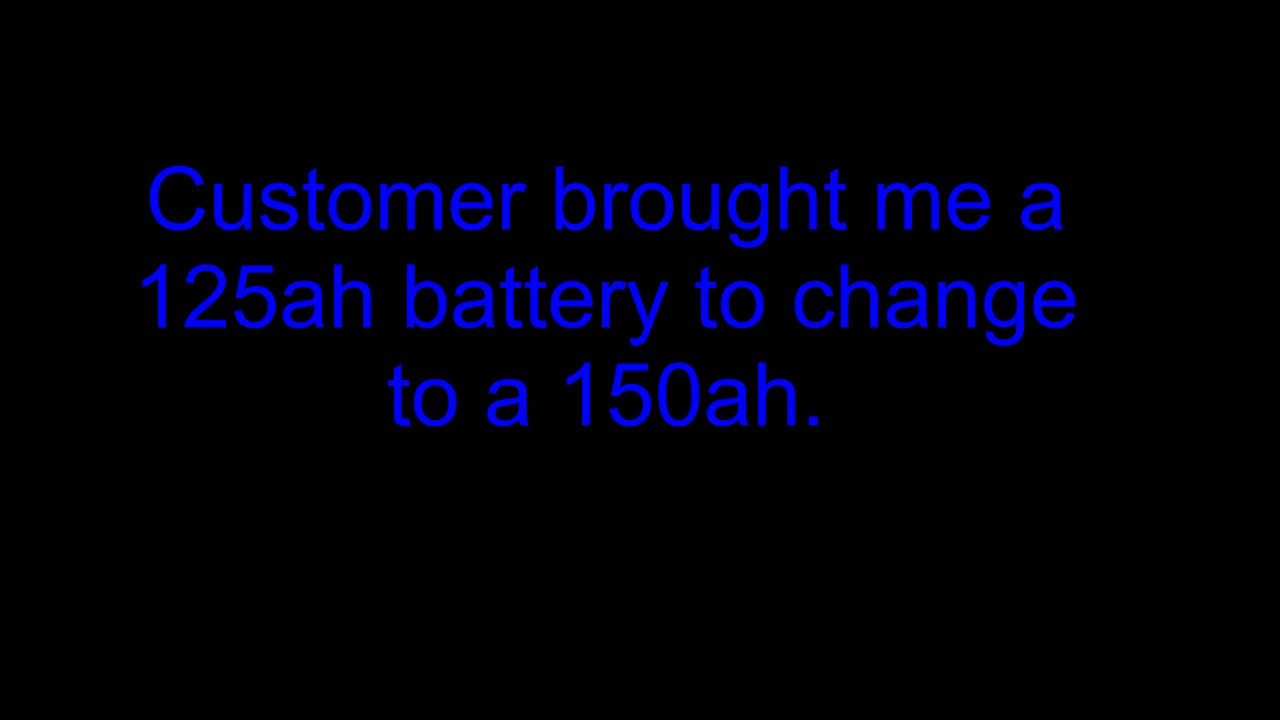 Customer brought me a
125ah battery to change
to a 150ah.